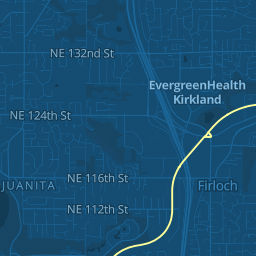 NE 132nd St
EvergreenHealth
Kirkland
NE 124th St
NE 116th St
JUANITA
Firloch
NE 112th St